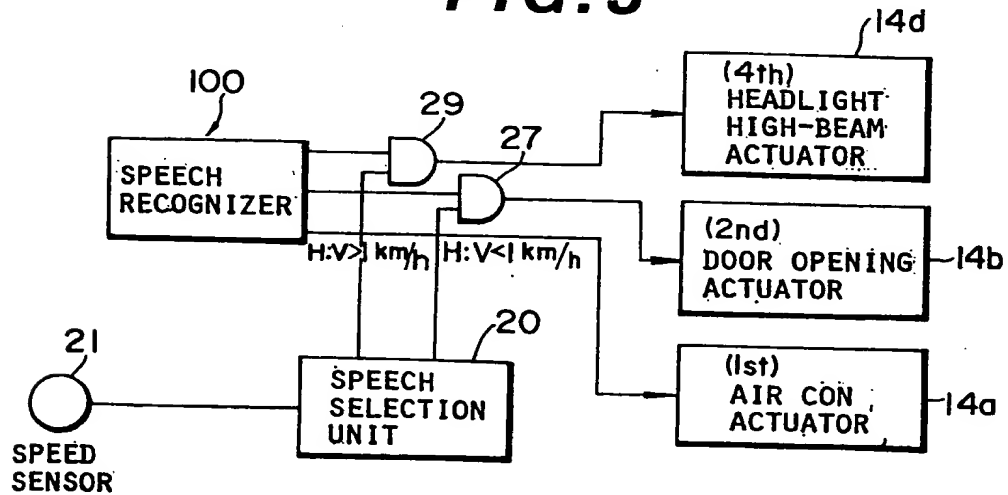 FIG. 5
14d
100
29
27
SPEECH
RECOGNIZER
(4th)
HEADLIGHT
HIGH-BEAM
ACTUATOR
H:V>1 km/h
H:V<1 km/h
(2nd)
DOOR OPENING
ACTUATOR
14b
21
20
SPEED
SENSOR
SPEECH
SELECTION
UNIT
(1st)
AIR CON
ACTUATOR
14a